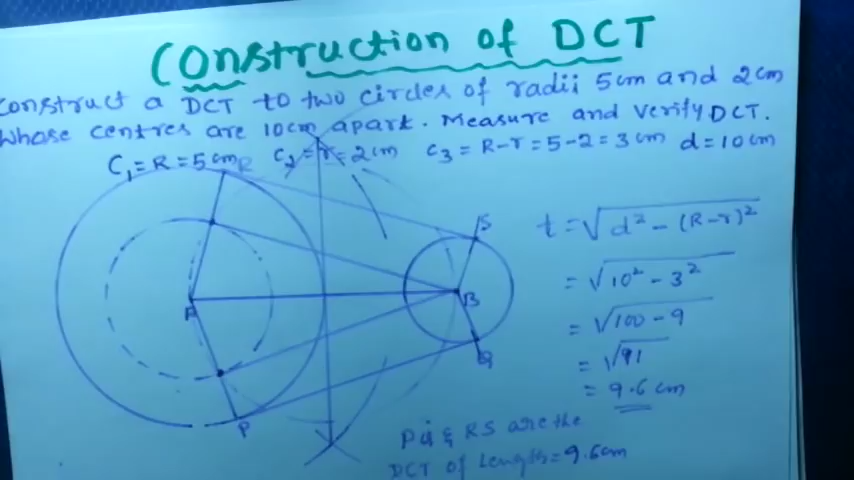 Construction of DCT
Construct a DCT to two circles of radii 5cm and 2cm
Whose centres are 10cm apart. Measure and Verify DCT.
C₁ = R = 5cm C₂ = r = 2cm C₃ = R-r = 5-2 = 3cm d = 10cm
R
S
A
B
Q
P
t = √d² - (R-r)²
= √10² - 3²
= √100 - 9
= √91
= 9.6 cm
& RS are the
DCT of length = 9.6cm